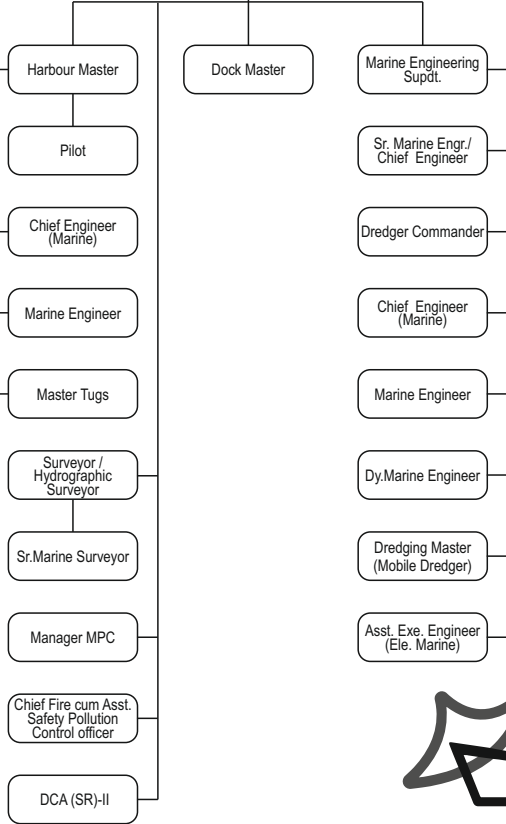 Harbour Master
Dock Master
Marine Engineering
Supdt.
Pilot
Sr. Marine Engr./
Chief Engineer
Chief Engineer
(Marine)
Dredger Commander
Marine Engineer
Chief Engineer
(Marine)
Master Tugs
Marine Engineer
Surveyor /
Hydrographic
Surveyor
Dy.Marine Engineer
Sr.Marine Surveyor
Dredging Master
(Mobile Dredger)
Manager MPC
Asst. Exe. Engineer
(Ele. Marine)
Chief Fire cum Asst.
Safety Pollution
Control officer
DCA (SR)-II